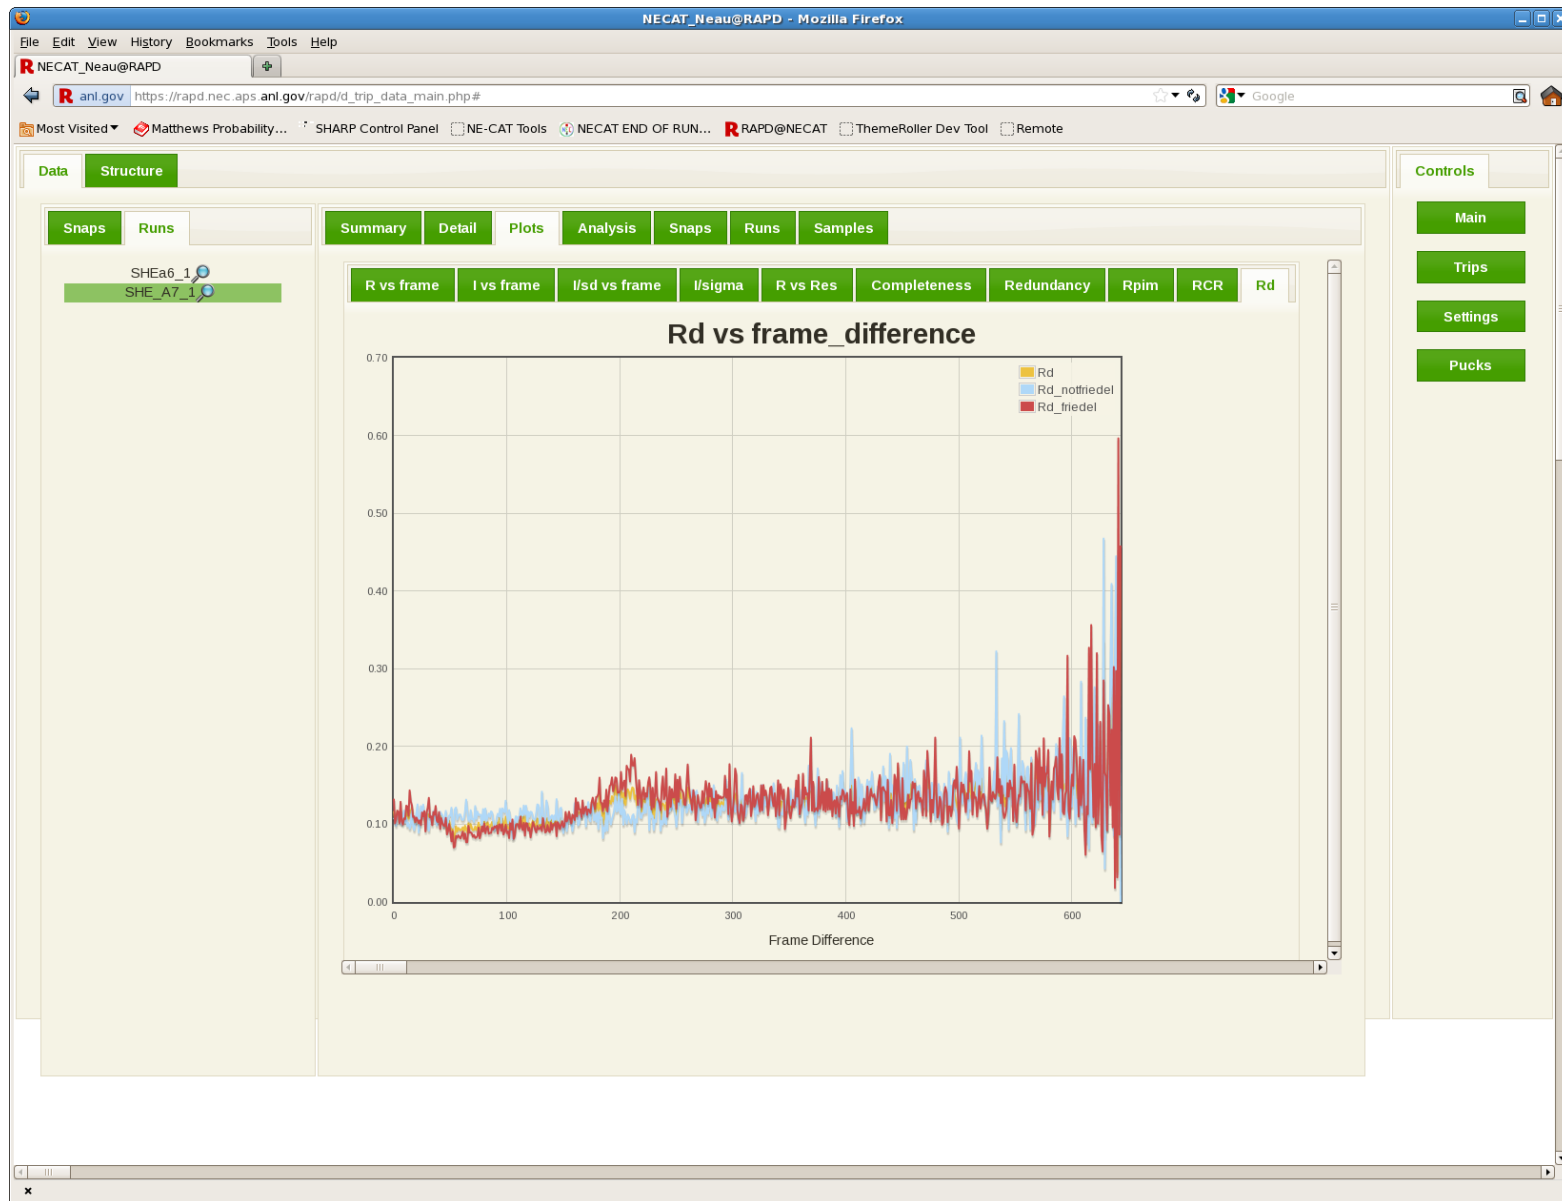 NECAT_Neau@RAPD - Mozilla Firefox
File Edit View History Bookmarks Tools Help
NECAT_Neau@RAPD
anl.gov https://rapd.nec.aps.anl.gov/rapd/d_trip_data_main.php# Google
Most Visited Matthews Probability... SHARP Control Panel NE-CAT Tools NECAT END OF RUN... RAPD@NECAT ThemeRoller Dev Tool Remote
Data Structure Controls
Snaps Runs
Summary Detail Plots Analysis Snaps Runs Samples
Main
Trips
Settings
Pucks
SHEa6_1
SHE_A7_1
R vs frame I vs frame I/sd vs frame I/sigma R vs Res Completeness Redundancy Rpim RCR Rd
Rd vs frame_difference
Rd
Rd_notfriedel
Rd_friedel
0.70
0.60
0.50
0.40
0.30
0.20
0.10
0.00
0 100 200 300 400 500 600
Frame Difference